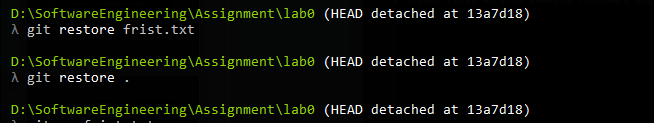 D:\SoftwareEngineering\Assignment\lab0 (HEAD detached at 13a7d18)
λ git restore frist.txt
D:\SoftwareEngineering\Assignment\lab0 (HEAD detached at 13a7d18)
λ git restore .
D:\SoftwareEngineering\Assignment\lab0 (HEAD detached at 13a7d18)